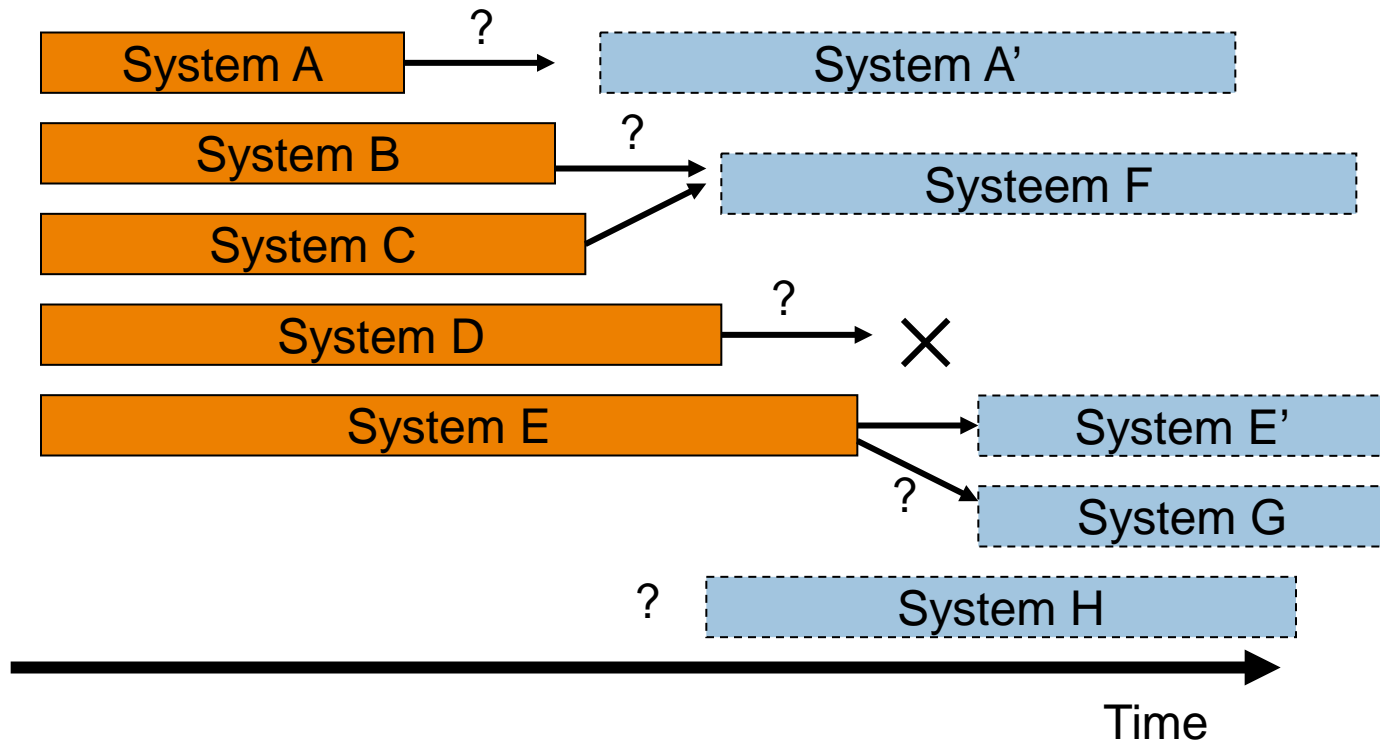 ?
System A
System A’
System B
?
Systeem F
System C
?
System D
System E
System E’
?
System G
?
System H
Time